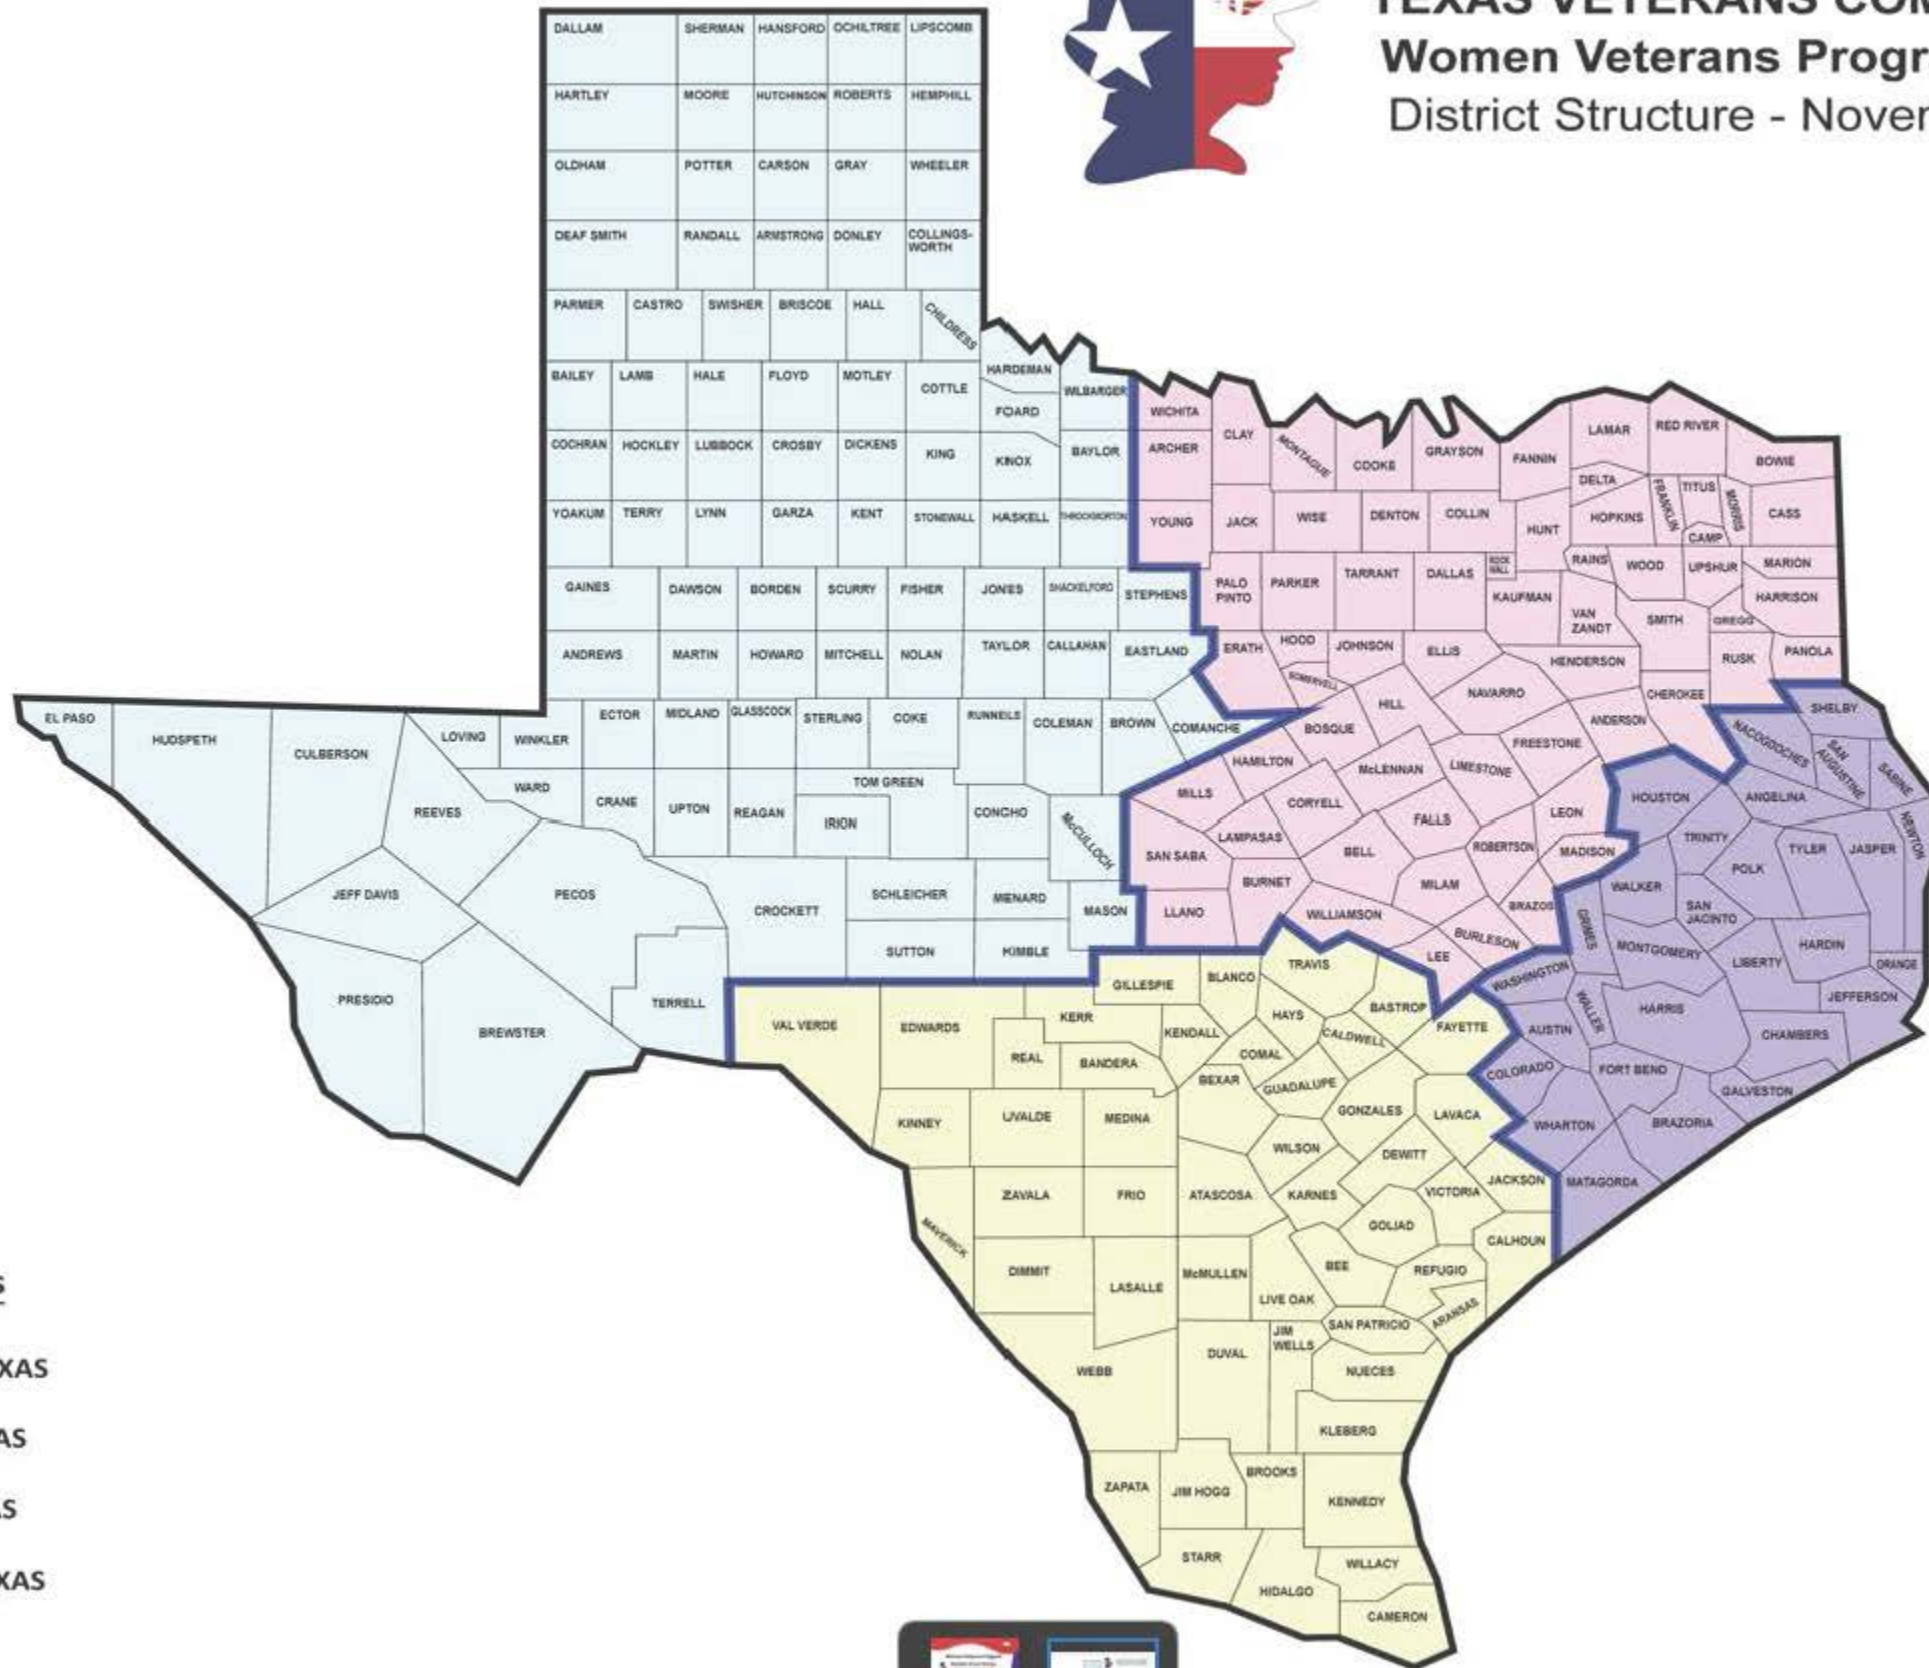 TEXAS VETERANS COM
Women Veterans Progr
District Structure - Noven
DALLAM SHERMAN HANSFORD OCHILTREE LIPSCOMB
HARTLEY MOORE HUTCHINSON ROBERTS HEMPHILL
OLDHAM POTTER CARSON GRAY WHEELER
DEAF SMITH RANDALL ARMSTRONG DONLEY COLLINGS-
WORTH
PARMER CASTRO SWISHER BRISCOE HALL CHILDRESS
HARDEMAN
BAILEY LAMB HALE FLOYD MOTLEY COTTLE WILBARGER
FOARD WICHITA
CLAY MONTAGUE COOKE GRAYSON FANNIN LAMAR RED RIVER BOWIE
COCHRAN HOCKLEY LUBBOCK CROSBY DICKENS KING KNOX BAYLOR ARCHER
DELTA FRANKLIN TITUS MORRIS CASS
YOAKUM TERRY LYNN GARZA KENT STONEWALL HASKELL THROCKMORTON YOUNG JACK WISE DENTON COLLIN HUNT HOPKINS
CAMP
GAINES DAWSON BORDEN SCURRY FISHER JONES SHACKELFORD STEPHENS
PALO
PINTO
PARKER TARRANT DALLAS
ROCK
WALL
KAUFMAN RAINS WOOD UPSHUR MARION
HARRISON
VAN
ZANDT
SMITH GREGG
ANDREWS MARTIN HOWARD MITCHELL NOLAN TAYLOR CALLAHAN EASTLAND ERATH HOOD JOHNSON ELLIS HENDERSON RUSK PANOLA
SOMERVELL HILL NAVARRO CHEROKEE
EL PASO HUDSPETH CULBERSON LOVING WINKLER ECTOR MIDLAND GLASSCOCK STERLING COKE RUNNELS COLEMAN BROWN COMANCHE BOSQUE FREESTONE ANDERSON
SHELBY
NACOGDOCHES
SAN
AUGUSTINE
SABINE
REEVES WARD CRANE UPTON REAGAN TOM GREEN
IRION CONCHO McCULLOCH
HAMILTON McLENNAN LIMESTONE
MILLS CORYELL FALLS LEON HOUSTON ANGELINA
LAMPASAS ROBERTSON MADISON TRINITY NEWTON
SAN SABA BELL POLK TYLER JASPER
JEFF DAVIS PECOS CROCKETT SCHLEICHER MENARD MASON
BURNET MILAM WALKER
LLANO WILLIAMSON BRAZOS GRIMES
SAN
JACINTO
SUTTON KIMBLE BURLESON LEE MONTGOMERY LIBERTY HARDIN ORANGE
PRESIDIO BREWSTER TERRELL
GILLESPIE BLANCO TRAVIS WASHINGTON JEFFERSON
VAL VERDE EDWARDS KERR KENDALL HAYS BASTROP FAYETTE AUSTIN WALLER HARRIS CHAMBERS
REAL BANDERA COMAL CALDWELL COLORADO FORT BEND GALVESTON
BEXAR GUADALUPE GONZALES LAVACA
KINNEY UVALDE MEDINA WHARTON BRAZORIA
WILSON DEWITT
ZAVALA FRIO ATASCOSA KARNES VICTORIA JACKSON MATAGORDA
MAVERICK GOLIAD CALHOUN
DIMMIT LASALLE McMULLEN BEE REFUGIO
LIVE OAK ARANSAS
SAN PATRICIO
JIM
WELLS
WEBB DUVAL NUECES
KLEBERG
ZAPATA JIM HOGG BROOKS KENNEDY
STARR WILLACY
HIDALGO
CAMERON
S
XAS
AS
AS
XAS